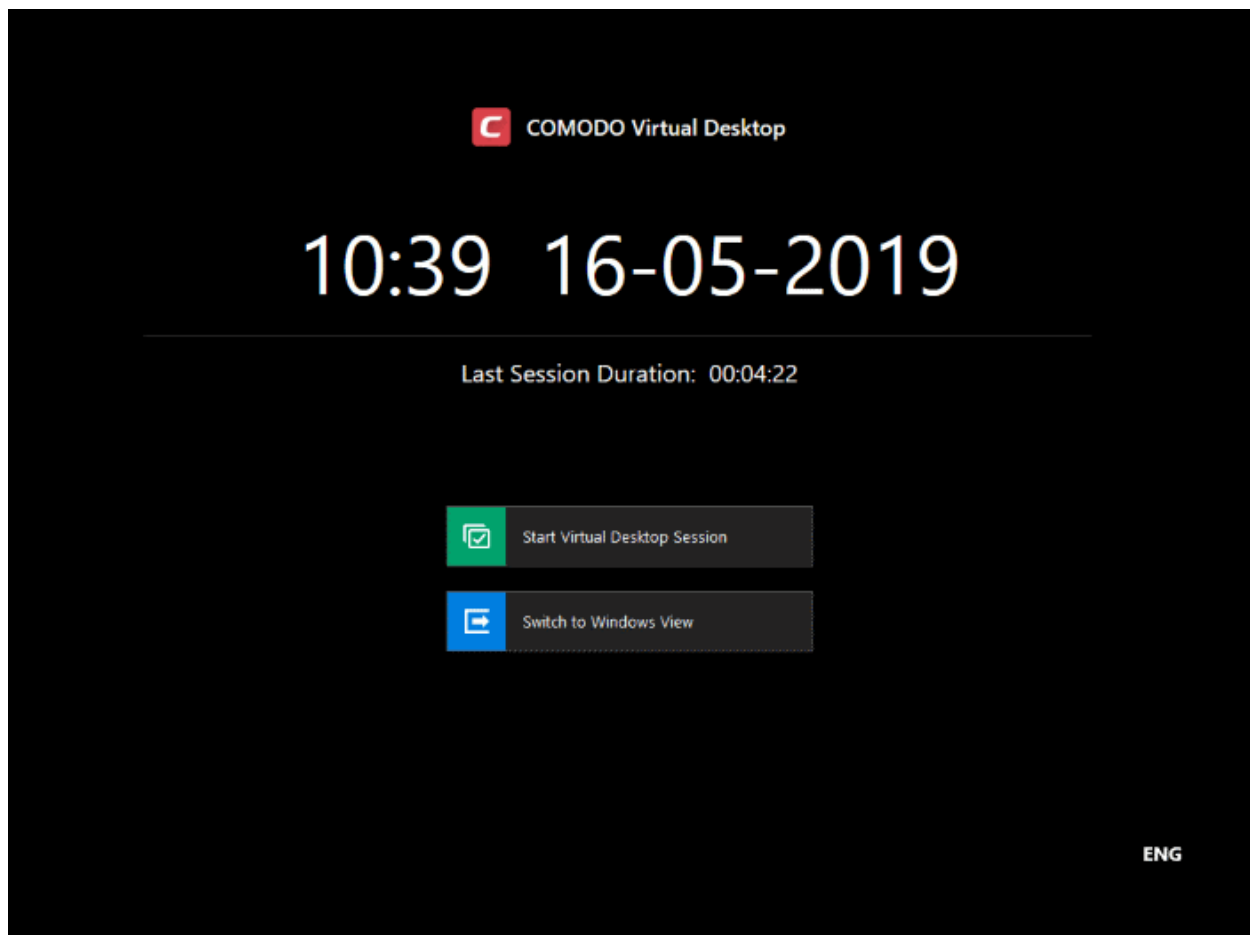 COMODO Virtual Desktop
10:39 16-05-2019
Last Session Duration: 00:04:22
Start Virtual Desktop Session
Switch to Windows View
ENG